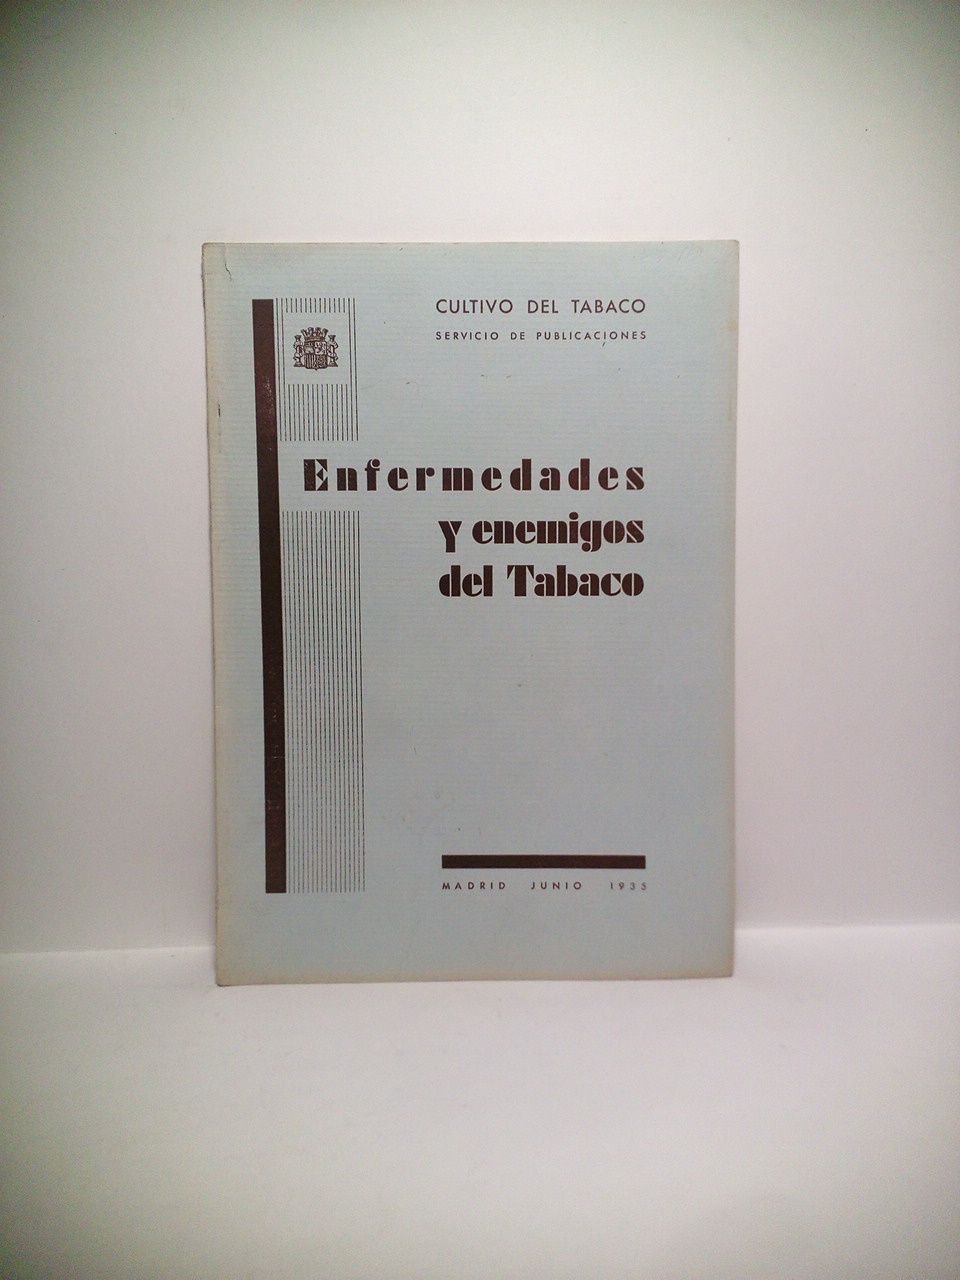 CULTIVO DEL TABACO
SERVICIO DE PUBLICACIONES
Enfermedades
y enemigos
del Tabaco
MADRID JUNIO 1935